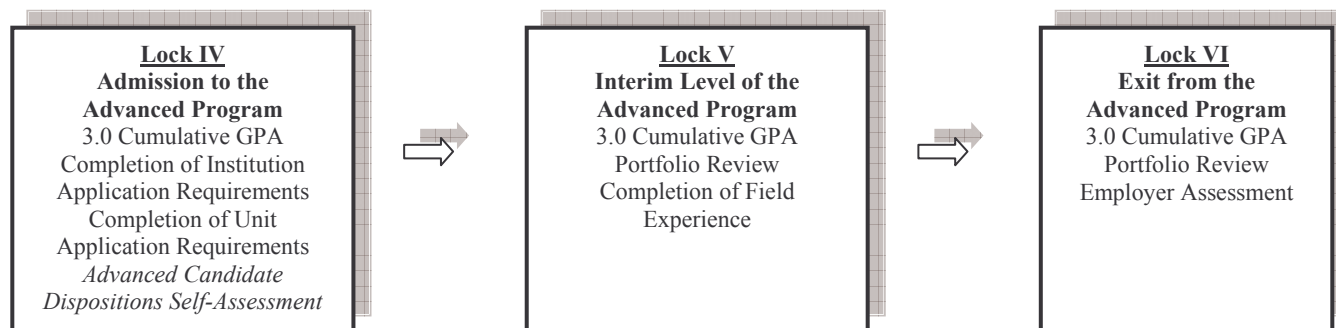 Lock IV
Admission to the
Advanced Program
3.0 Cumulative GPA
Completion of Institution
Application Requirements
Completion of Unit
Application Requirements
Advanced Candidate
Dispositions Self-Assessment
Lock V
Interim Level of the
Advanced Program
3.0 Cumulative GPA
Portfolio Review
Completion of Field
Experience
Lock VI
Exit from the
Advanced Program
3.0 Cumulative GPA
Portfolio Review
Employer Assessment